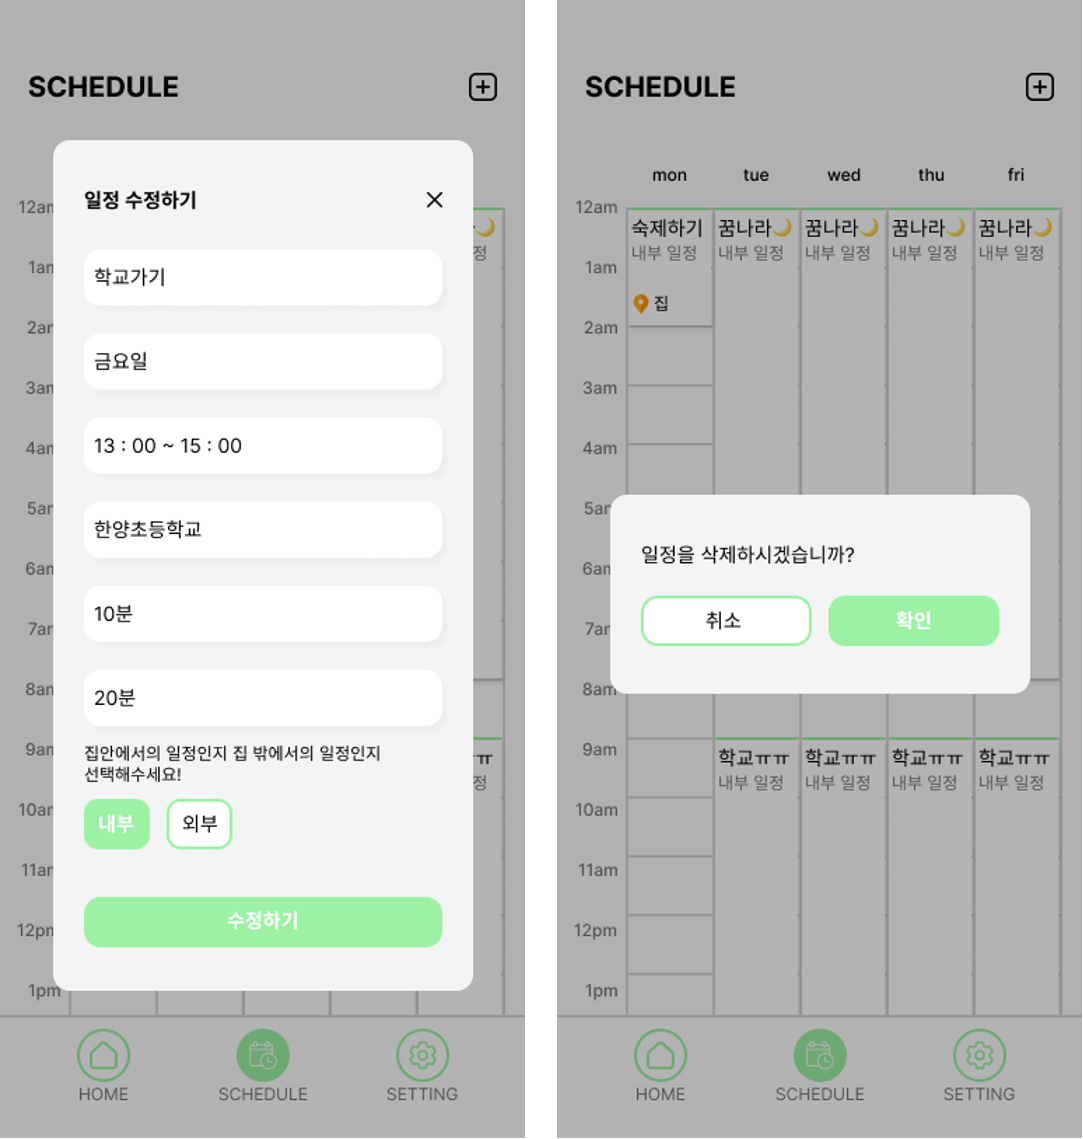 SCHEDULE
일정 수정하기
학교가기
금요일
13 : 00 ~ 15 : 00
한양초등학교
10분
20분
집안에서의 일정인지 집 밖에서의 일정인지
선택해수세요!
내부 외부
수정하기
12am
1am
2am
3am
4am
5am
6am
7am
8am
9am
10am
11am
12pm
1pm
정
ㅠ
정
HOME SCHEDULE SETTING
SCHEDULE
mon tue wed thu fri
12am
숙제하기 꿈나라🌙 꿈나라🌙 꿈나라🌙 꿈나라🌙
내부 일정 내부 일정 내부 일정 내부 일정 내부 일정
1am
집
2am
3am
4am
5am
일정을 삭제하시겠습니까?
6am
취소 확인
7am
8am
9am
학교ㅠㅠ 학교ㅠㅠ 학교ㅠㅠ 학교ㅠㅠ
내부 일정 내부 일정 내부 일정 내부 일정
10am
11am
12pm
1pm
HOME SCHEDULE SETTING